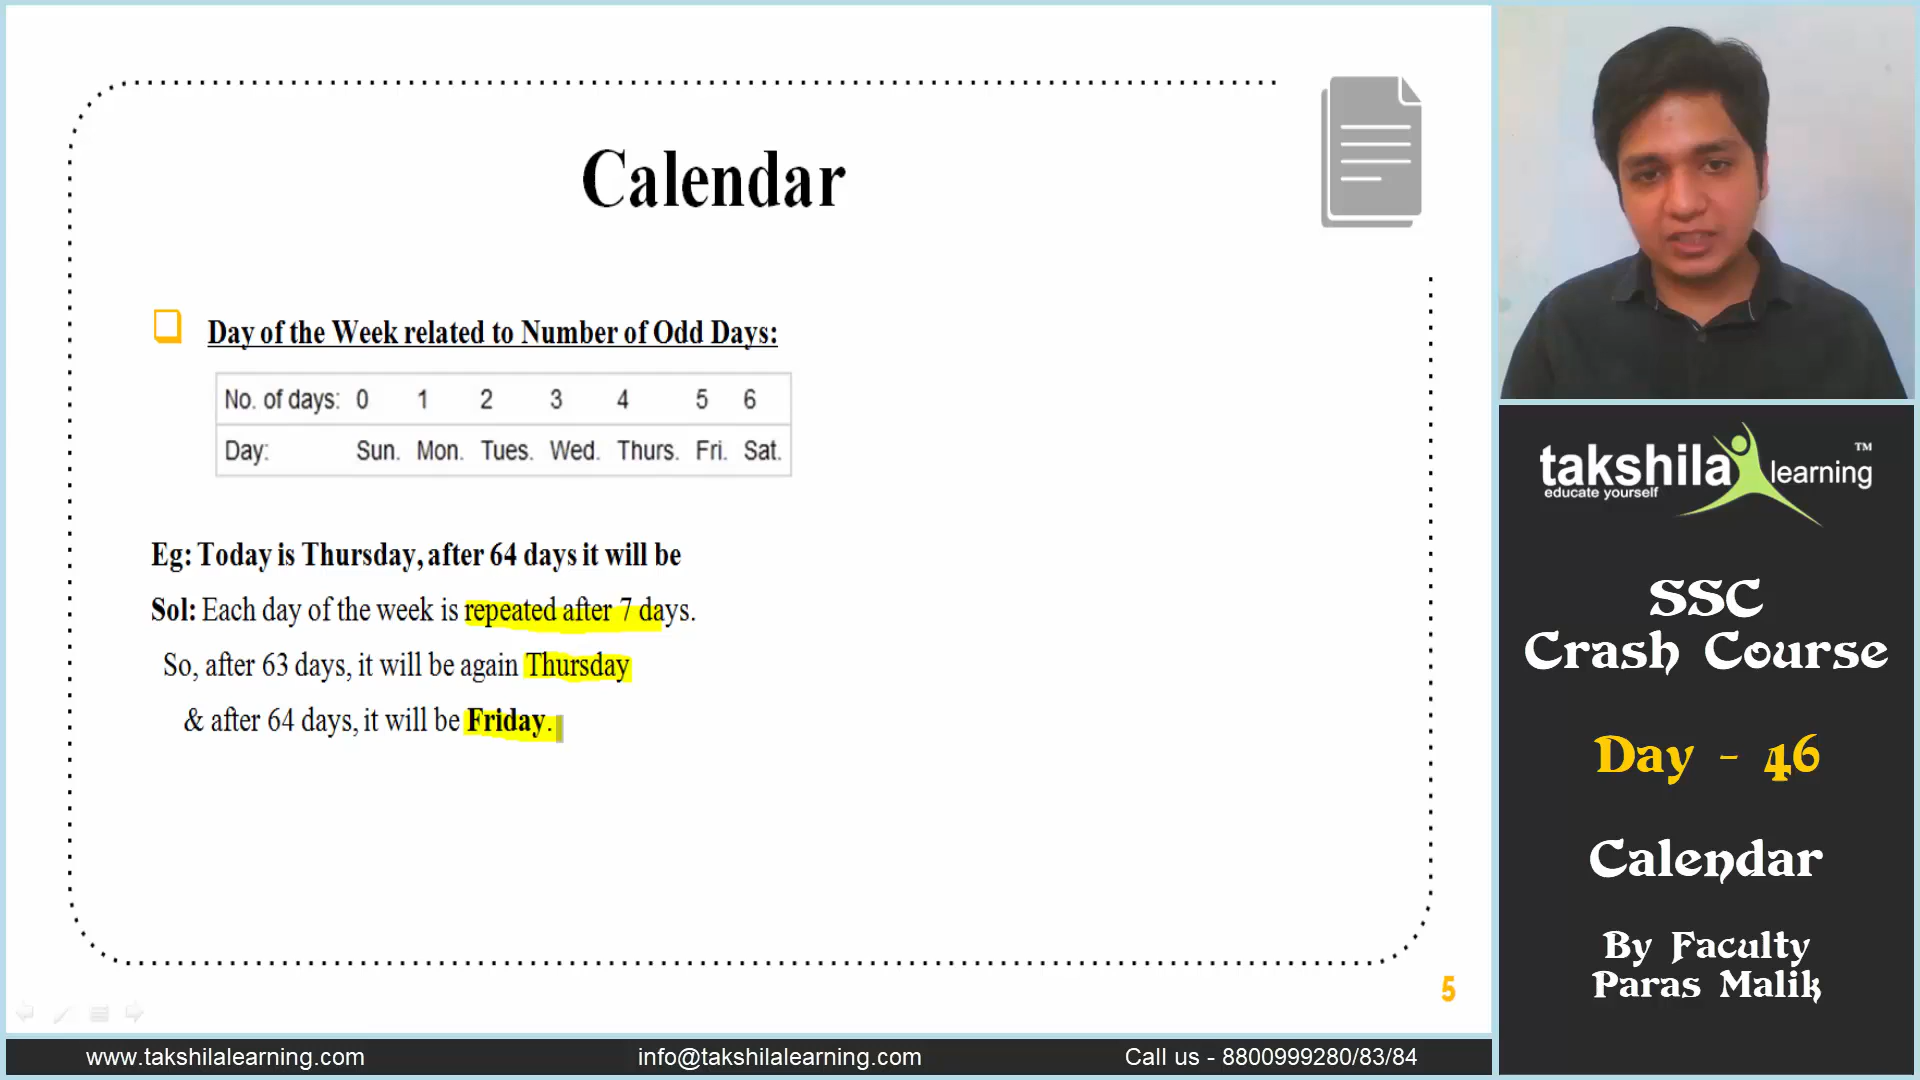 Calendar
Day of the Week related to Number of Odd Days:
No. of days: 0 1 2 3 4 5 6
Day: Sun. Mon. Tues. Wed. Thurs. Fri. Sat.
Eg: Today is Thursday, after 64 days it will be
Sol: Each day of the week is repeated after 7 days.
So, after 63 days, it will be again Thursday
& after 64 days, it will be Friday.
5
takshila learning TM
educate yourself
SSC
Crash Course
Day - 46
Calendar
By Faculty
Paras Malik
www.takshilalearning.com info@takshilalearning.com Call us - 8800999280/83/84